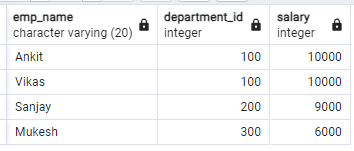 emp_name department_id salary
character varying (20) integer integer
Ankit 100 10000
Vikas 100 10000
Sanjay 200 9000
Mukesh 300 6000